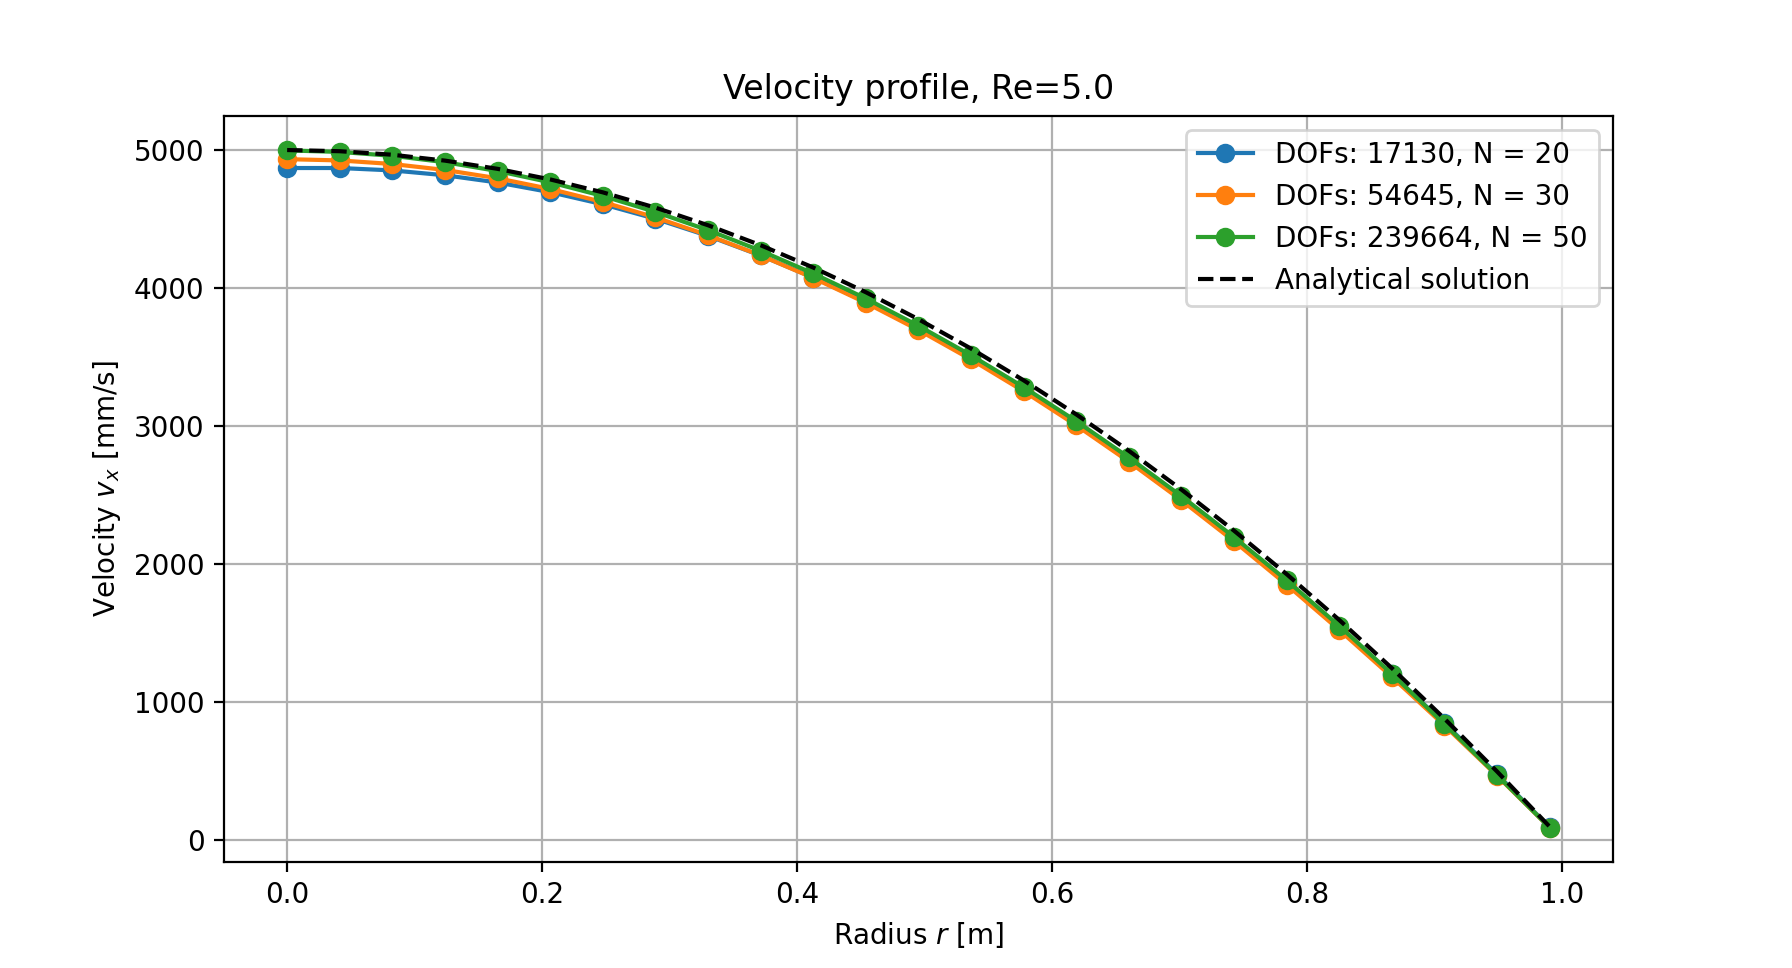 Velocity profile, Re=5.0
DOFs: 17130, N = 20
DOFs: 54645, N = 30
DOFs: 239664, N = 50
Analytical solution
Velocity vₓ [mm/s]
5000
4000
3000
2000
1000
0
0.0 0.2 0.4 0.6 0.8 1.0
Radius r [m]